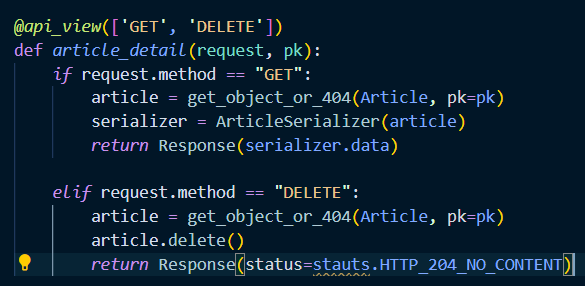 @api_view(['GET', 'DELETE'])
def article_detail(request, pk):
    if request.method == "GET":
        article = get_object_or_404(Article, pk=pk)
        serializer = ArticleSerializer(article)
        return Response(serializer.data)
    elif request.method == "DELETE":
        article = get_object_or_404(Article, pk=pk)
        article.delete()
        return Response(status=stauts.HTTP_204_NO_CONTENT)